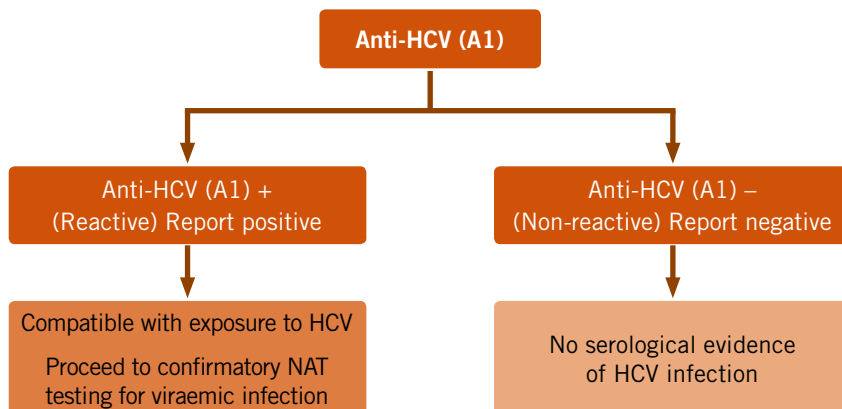 Anti-HCV (A1)
Anti-HCV (A1) +
(Reactive) Report positive
Anti-HCV (A1) –
(Non-reactive) Report negative
Compatible with exposure to HCV
Proceed to confirmatory NAT
testing for viraemic infection
No serological evidence
of HCV infection